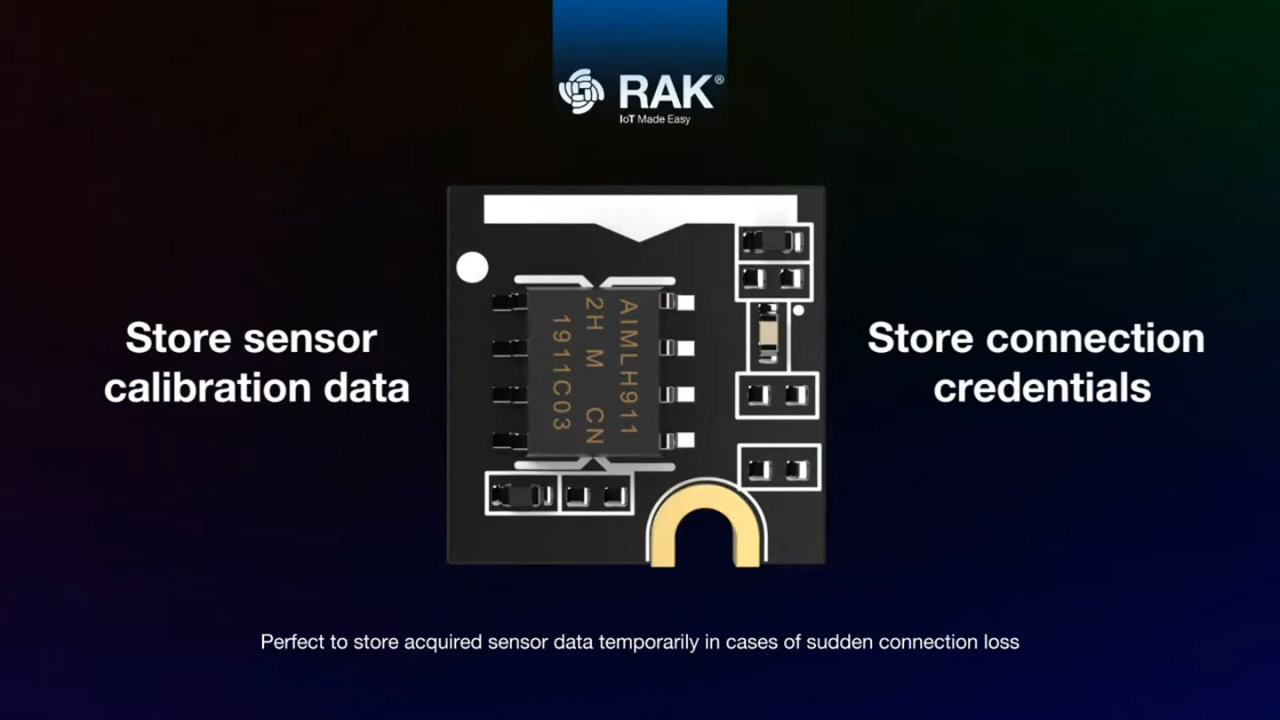 RAK®
IoT Made Easy
Store sensor
calibration data
AIMLH911
2H M CN
1911C03
Store connection
credentials
Perfect to store acquired sensor data temporarily in cases of sudden connection loss